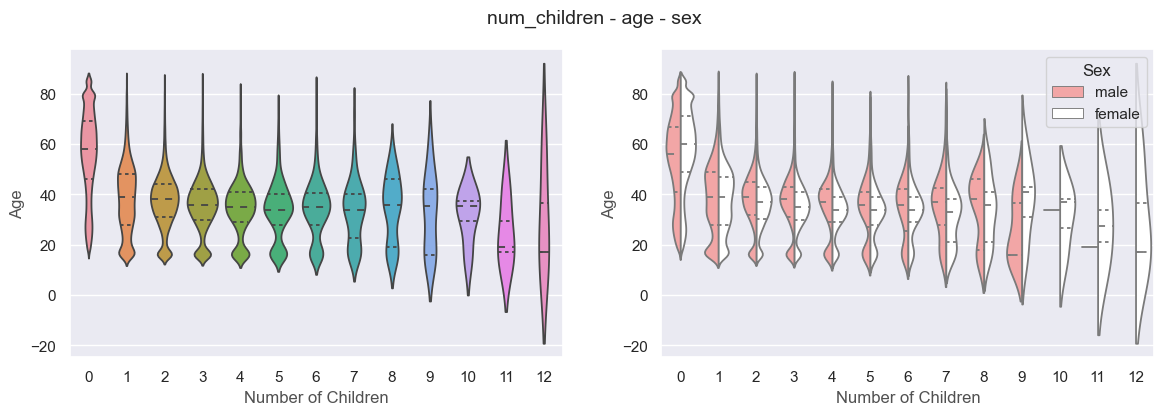 num_children - age - sex
Age
80
60
40
20
0
−20
0 1 2 3 4 5 6 7 8 9 10 11 12
Number of Children
Age
80
60
40
20
0
−20
Sex
male
female
0 1 2 3 4 5 6 7 8 9 10 11 12
Number of Children